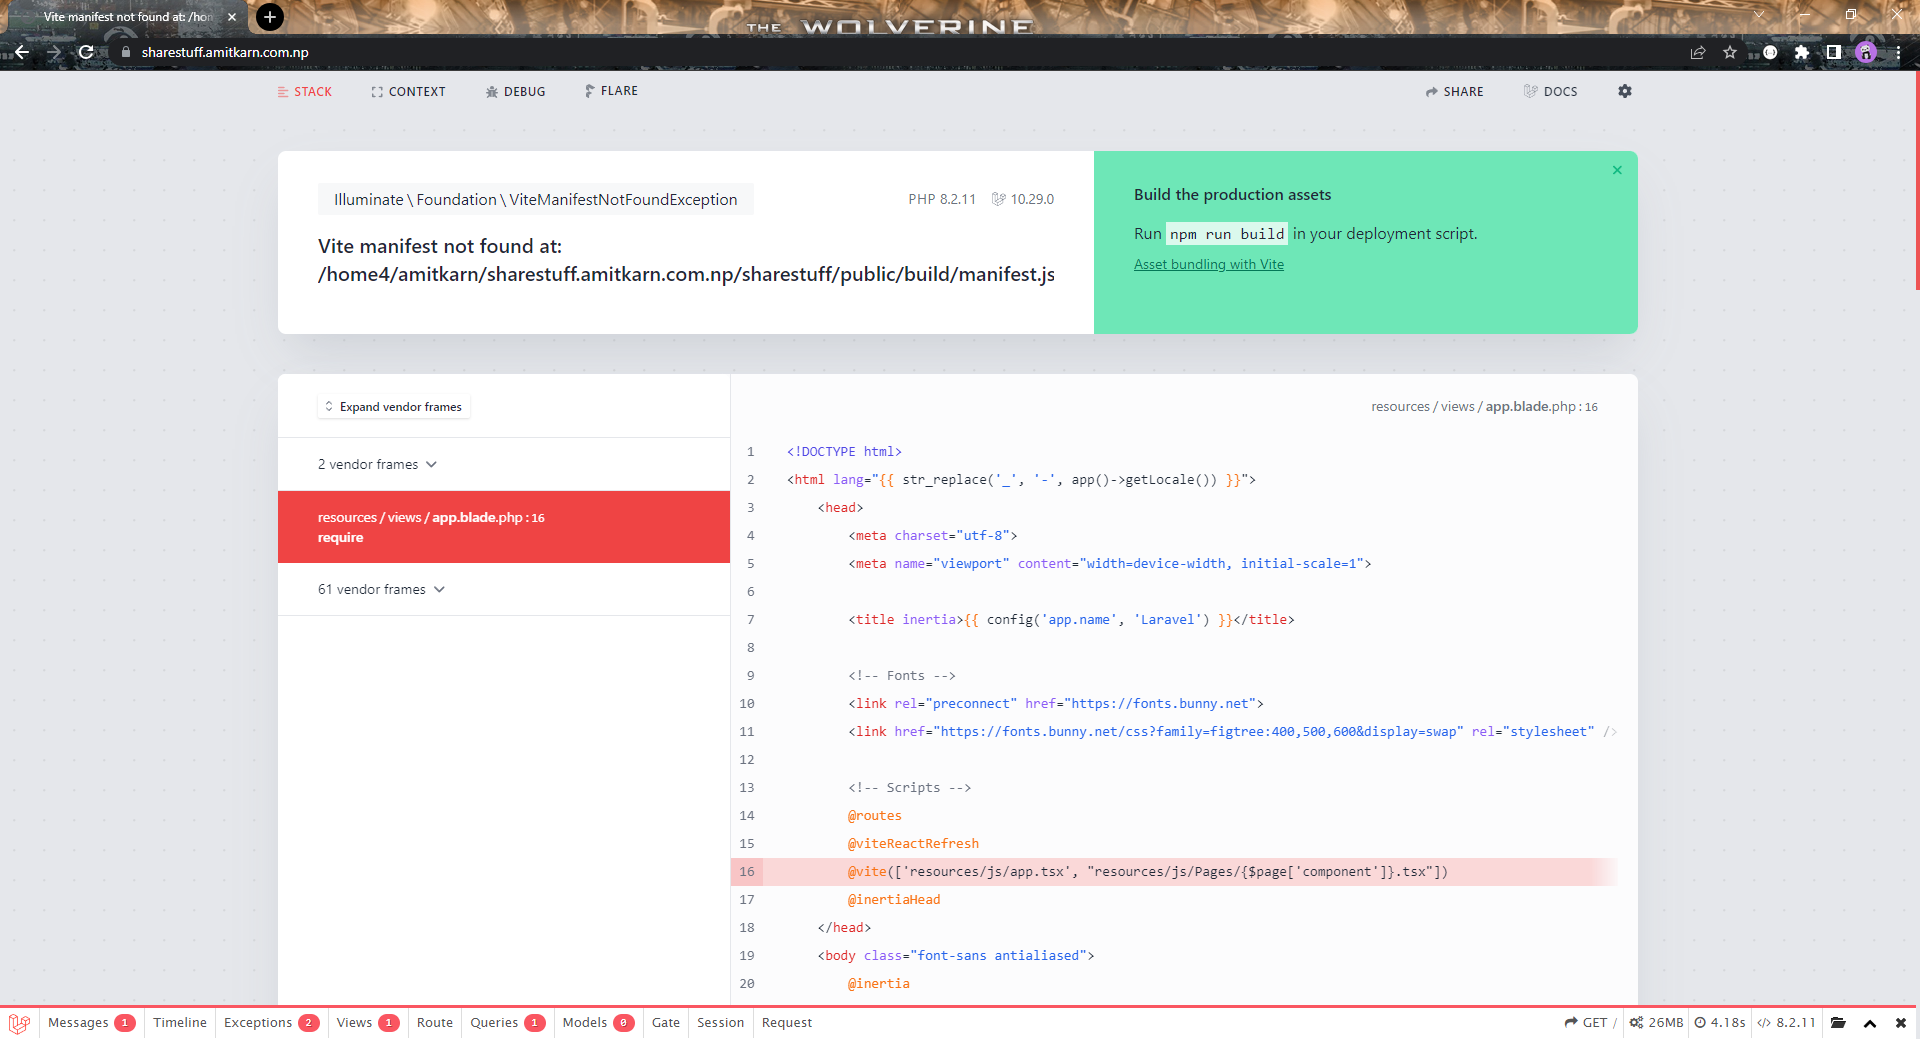 Vite manifest not found at: /hom
THE WOLVERINE
sharestuff.amitkarn.com.np
STACK CONTEXT DEBUG FLARE SHARE DOCS
Illuminate \ Foundation \ ViteManifestNotFoundException
PHP 8.2.11 10.29.0
Vite manifest not found at:
/home4/amitkarn/sharestuff.amitkarn.com.np/sharestuff/public/build/manifest.js
Build the production assets
Run npm run build in your deployment script.
Asset bundling with Vite
Expand vendor frames
2 vendor frames
resources / views / app.blade.php : 16
require
61 vendor frames
resources / views / app.blade.php : 16
1 <!DOCTYPE html>
2 <html lang="{{ str_replace('_', '-', app()->getLocale()) }}">
3 <head>
4 <meta charset="utf-8">
5 <meta name="viewport" content="width=device-width, initial-scale=1">
6
7 <title inertia>{{ config('app.name', 'Laravel') }}</title>
8
9 <!-- Fonts -->
10 <link rel="preconnect" href="https://fonts.bunny.net">
11 <link href="https://fonts.bunny.net/css?family=figtree:400,500,600&display=swap" rel="stylesheet" />
12
13 <!-- Scripts -->
14 @routes
15 @viteReactRefresh
16 @vite(['resources/js/app.tsx', "resources/js/Pages/{$page['component']}.tsx"])
17 @inertiaHead
18 </head>
19 <body class="font-sans antialiased">
20 @inertia
Messages 1 Timeline Exceptions 2 Views 1 Route Queries 1 Models 0 Gate Session Request GET / 26MB 4.18s 8.2.11